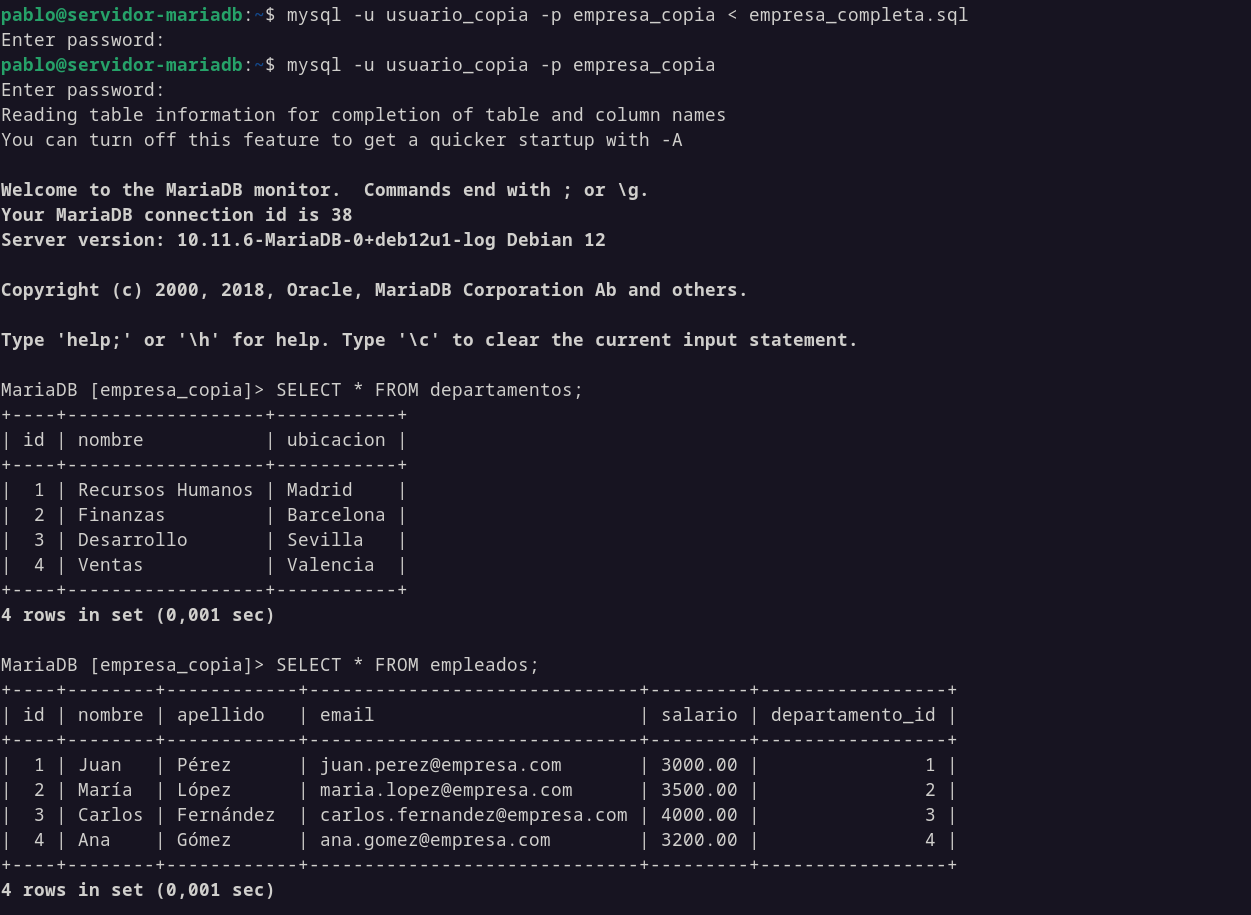 pablo@servidor-mariadb:~$ mysql -u usuario_copia -p empresa_copia < empresa_completa.sql
Enter password:
pablo@servidor-mariadb:~$ mysql -u usuario_copia -p empresa_copia
Enter password:
Reading table information for completion of table and column names
You can turn off this feature to get a quicker startup with -A

Welcome to the MariaDB monitor.  Commands end with ; or \g.
Your MariaDB connection id is 38
Server version: 10.11.6-MariaDB-0+deb12u1-log Debian 12

Copyright (c) 2000, 2018, Oracle, MariaDB Corporation Ab and others.

Type 'help;' or '\h' for help. Type '\c' to clear the current input statement.

MariaDB [empresa_copia]> SELECT * FROM departamentos;
+----+------------------+-----------+
| id | nombre           | ubicacion |
+----+------------------+-----------+
|  1 | Recursos Humanos | Madrid    |
|  2 | Finanzas         | Barcelona |
|  3 | Desarrollo       | Sevilla   |
|  4 | Ventas           | Valencia  |
+----+------------------+-----------+
4 rows in set (0,001 sec)

MariaDB [empresa_copia]> SELECT * FROM empleados;
+----+--------+------------+-----------------------------+---------+-----------------+
| id | nombre | apellido   | email                       | salario | departamento_id |
+----+--------+------------+-----------------------------+---------+-----------------+
|  1 | Juan   | Pérez      | juan.perez@empresa.com      | 3000.00 |               1 |
|  2 | María  | López      | maria.lopez@empresa.com     | 3500.00 |               2 |
|  3 | Carlos | Fernández  | carlos.fernandez@empresa.com | 4000.00 |               3 |
|  4 | Ana    | Gómez      | ana.gomez@empresa.com       | 3200.00 |               4 |
+----+--------+------------+-----------------------------+---------+-----------------+
4 rows in set (0,001 sec)